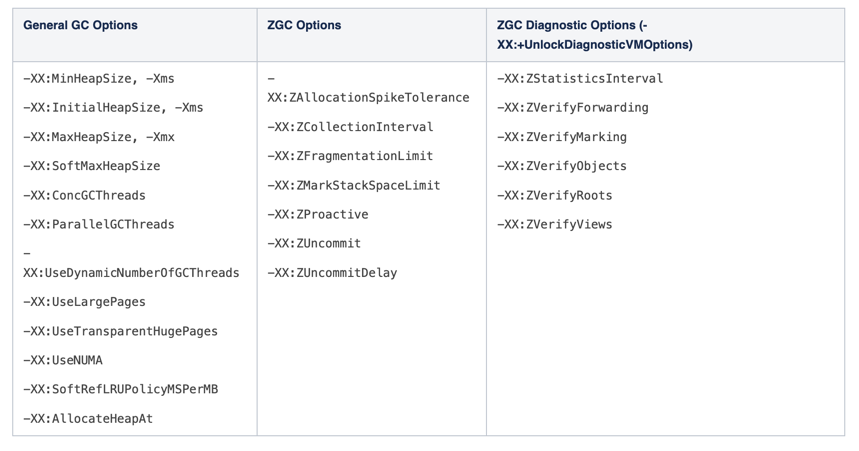 General GC Options
ZGC Options
ZGC Diagnostic Options (-
XX:+UnlockDiagnosticVMOptions)
-XX:MinHeapSize, -Xms
-XX:InitialHeapSize, -Xms
-XX:MaxHeapSize, -Xmx
-XX:SoftMaxHeapSize
-XX:ConcGCThreads
-XX:ParallelGCThreads
-
XX:UseDynamicNumberOfGCThreads
-XX:UseLargePages
-XX:UseTransparentHugePages
-XX:UseNUMA
-XX:SoftRefLRUPolicyMSPerMB
-XX:AllocateHeapAt
-
XX:ZAllocationSpikeTolerance
-XX:ZCollectionInterval
-XX:ZFragmentationLimit
-XX:ZMarkStackSpaceLimit
-XX:ZProactive
-XX:ZUncommit
-XX:ZUncommitDelay
-XX:ZStatisticsInterval
-XX:ZVerifyForwarding
-XX:ZVerifyMarking
-XX:ZVerifyObjects
-XX:ZVerifyRoots
-XX:ZVerifyViews